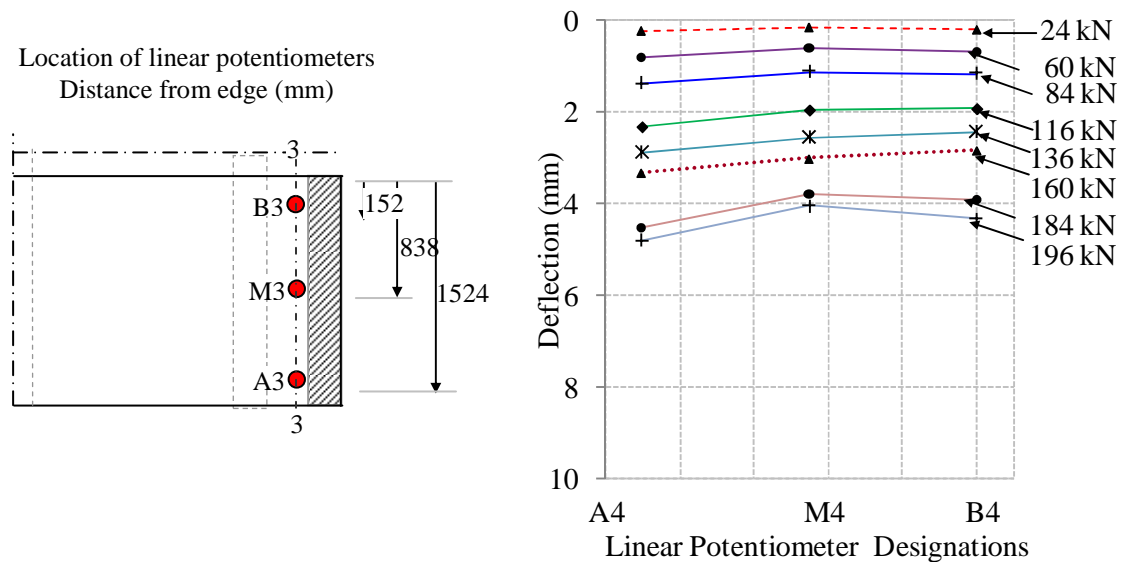 Location of linear potentiometers
Distance from edge (mm)
3
B3
152
838
M3
1524
A3
3
Deflection (mm)
0
2
4
6
8
10
24 kN
60 kN
84 kN
116 kN
136 kN
160 kN
184 kN
196 kN
A4 M4 B4
Linear Potentiometer Designations